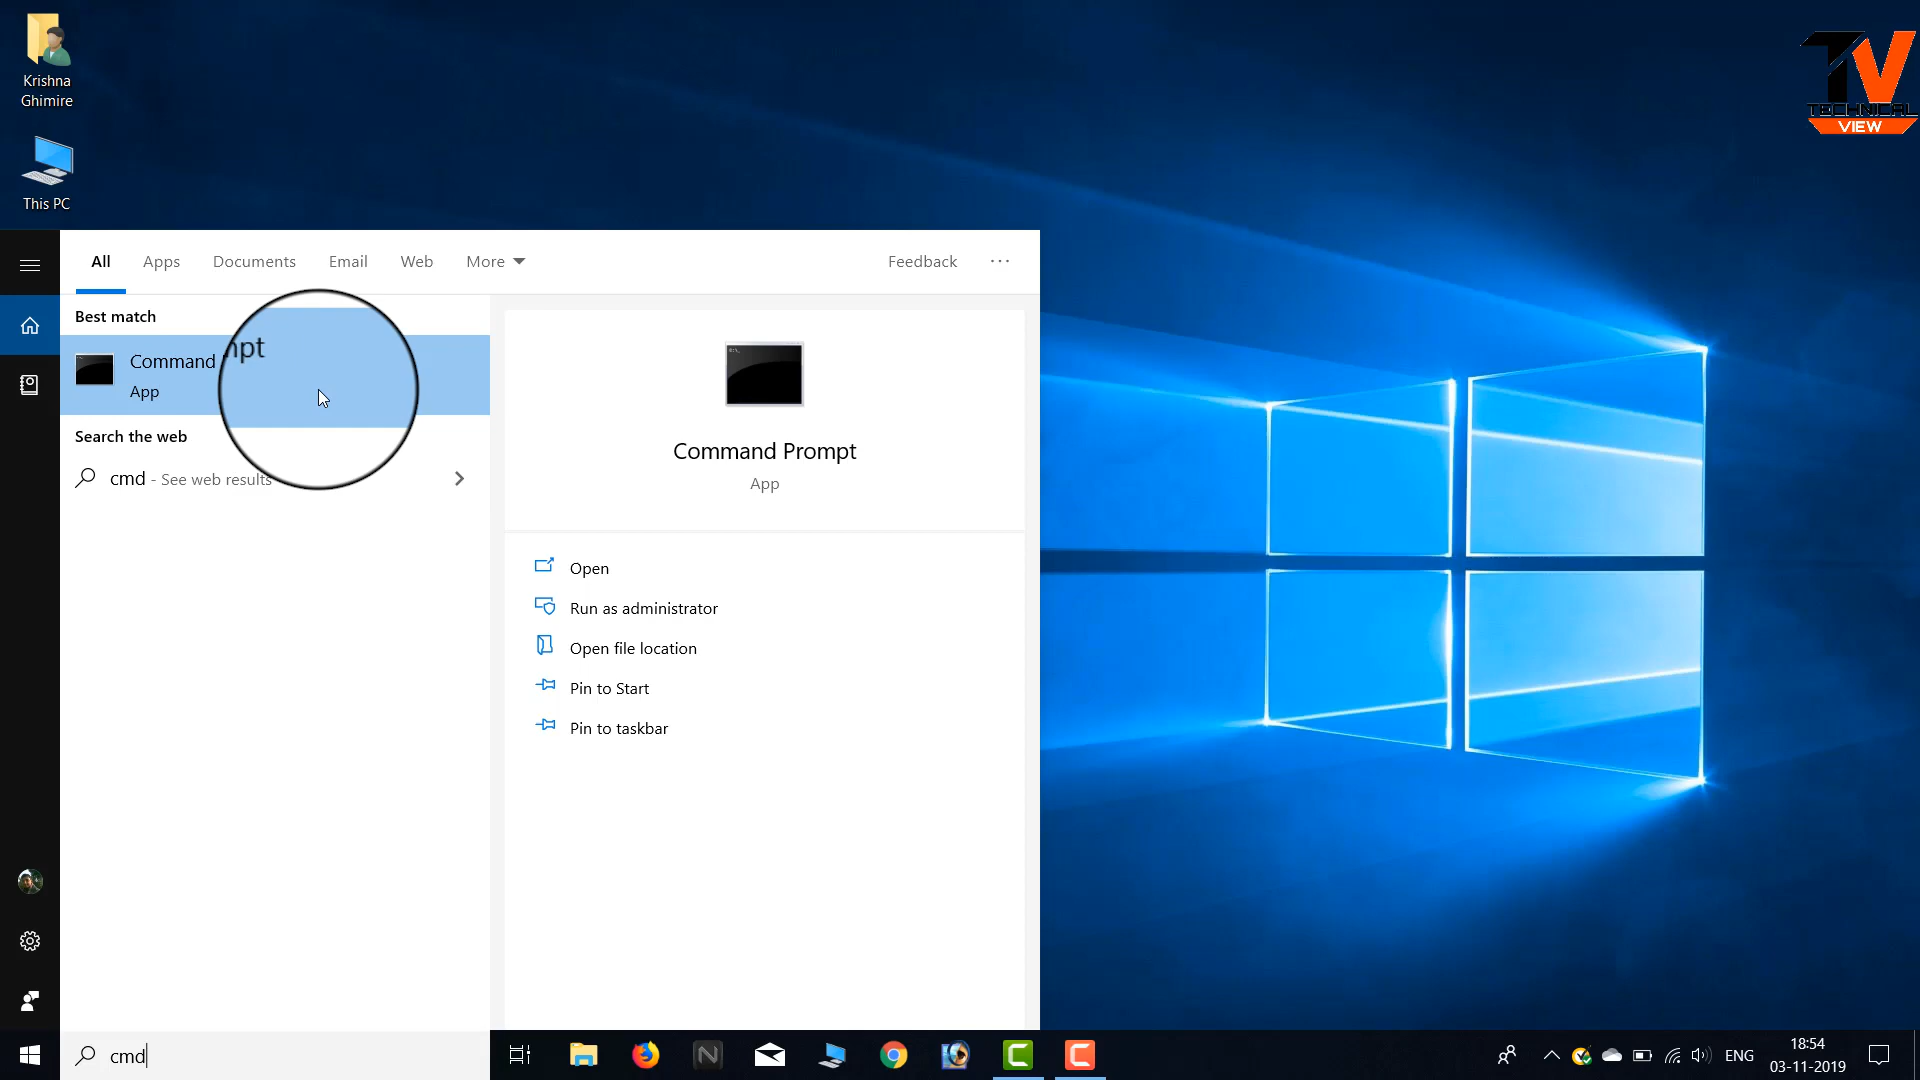 Krishna
Ghimire
This PC
TECHNICAL
VIEW
All Apps Documents Email Web More Feedback
Best match
Command
mpt
App
Search the web
cmd - See web results
Command Prompt
App
Open
Run as administrator
Open file location
Pin to Start
Pin to taskbar
cmd
ENG
18:54
03-11-2019